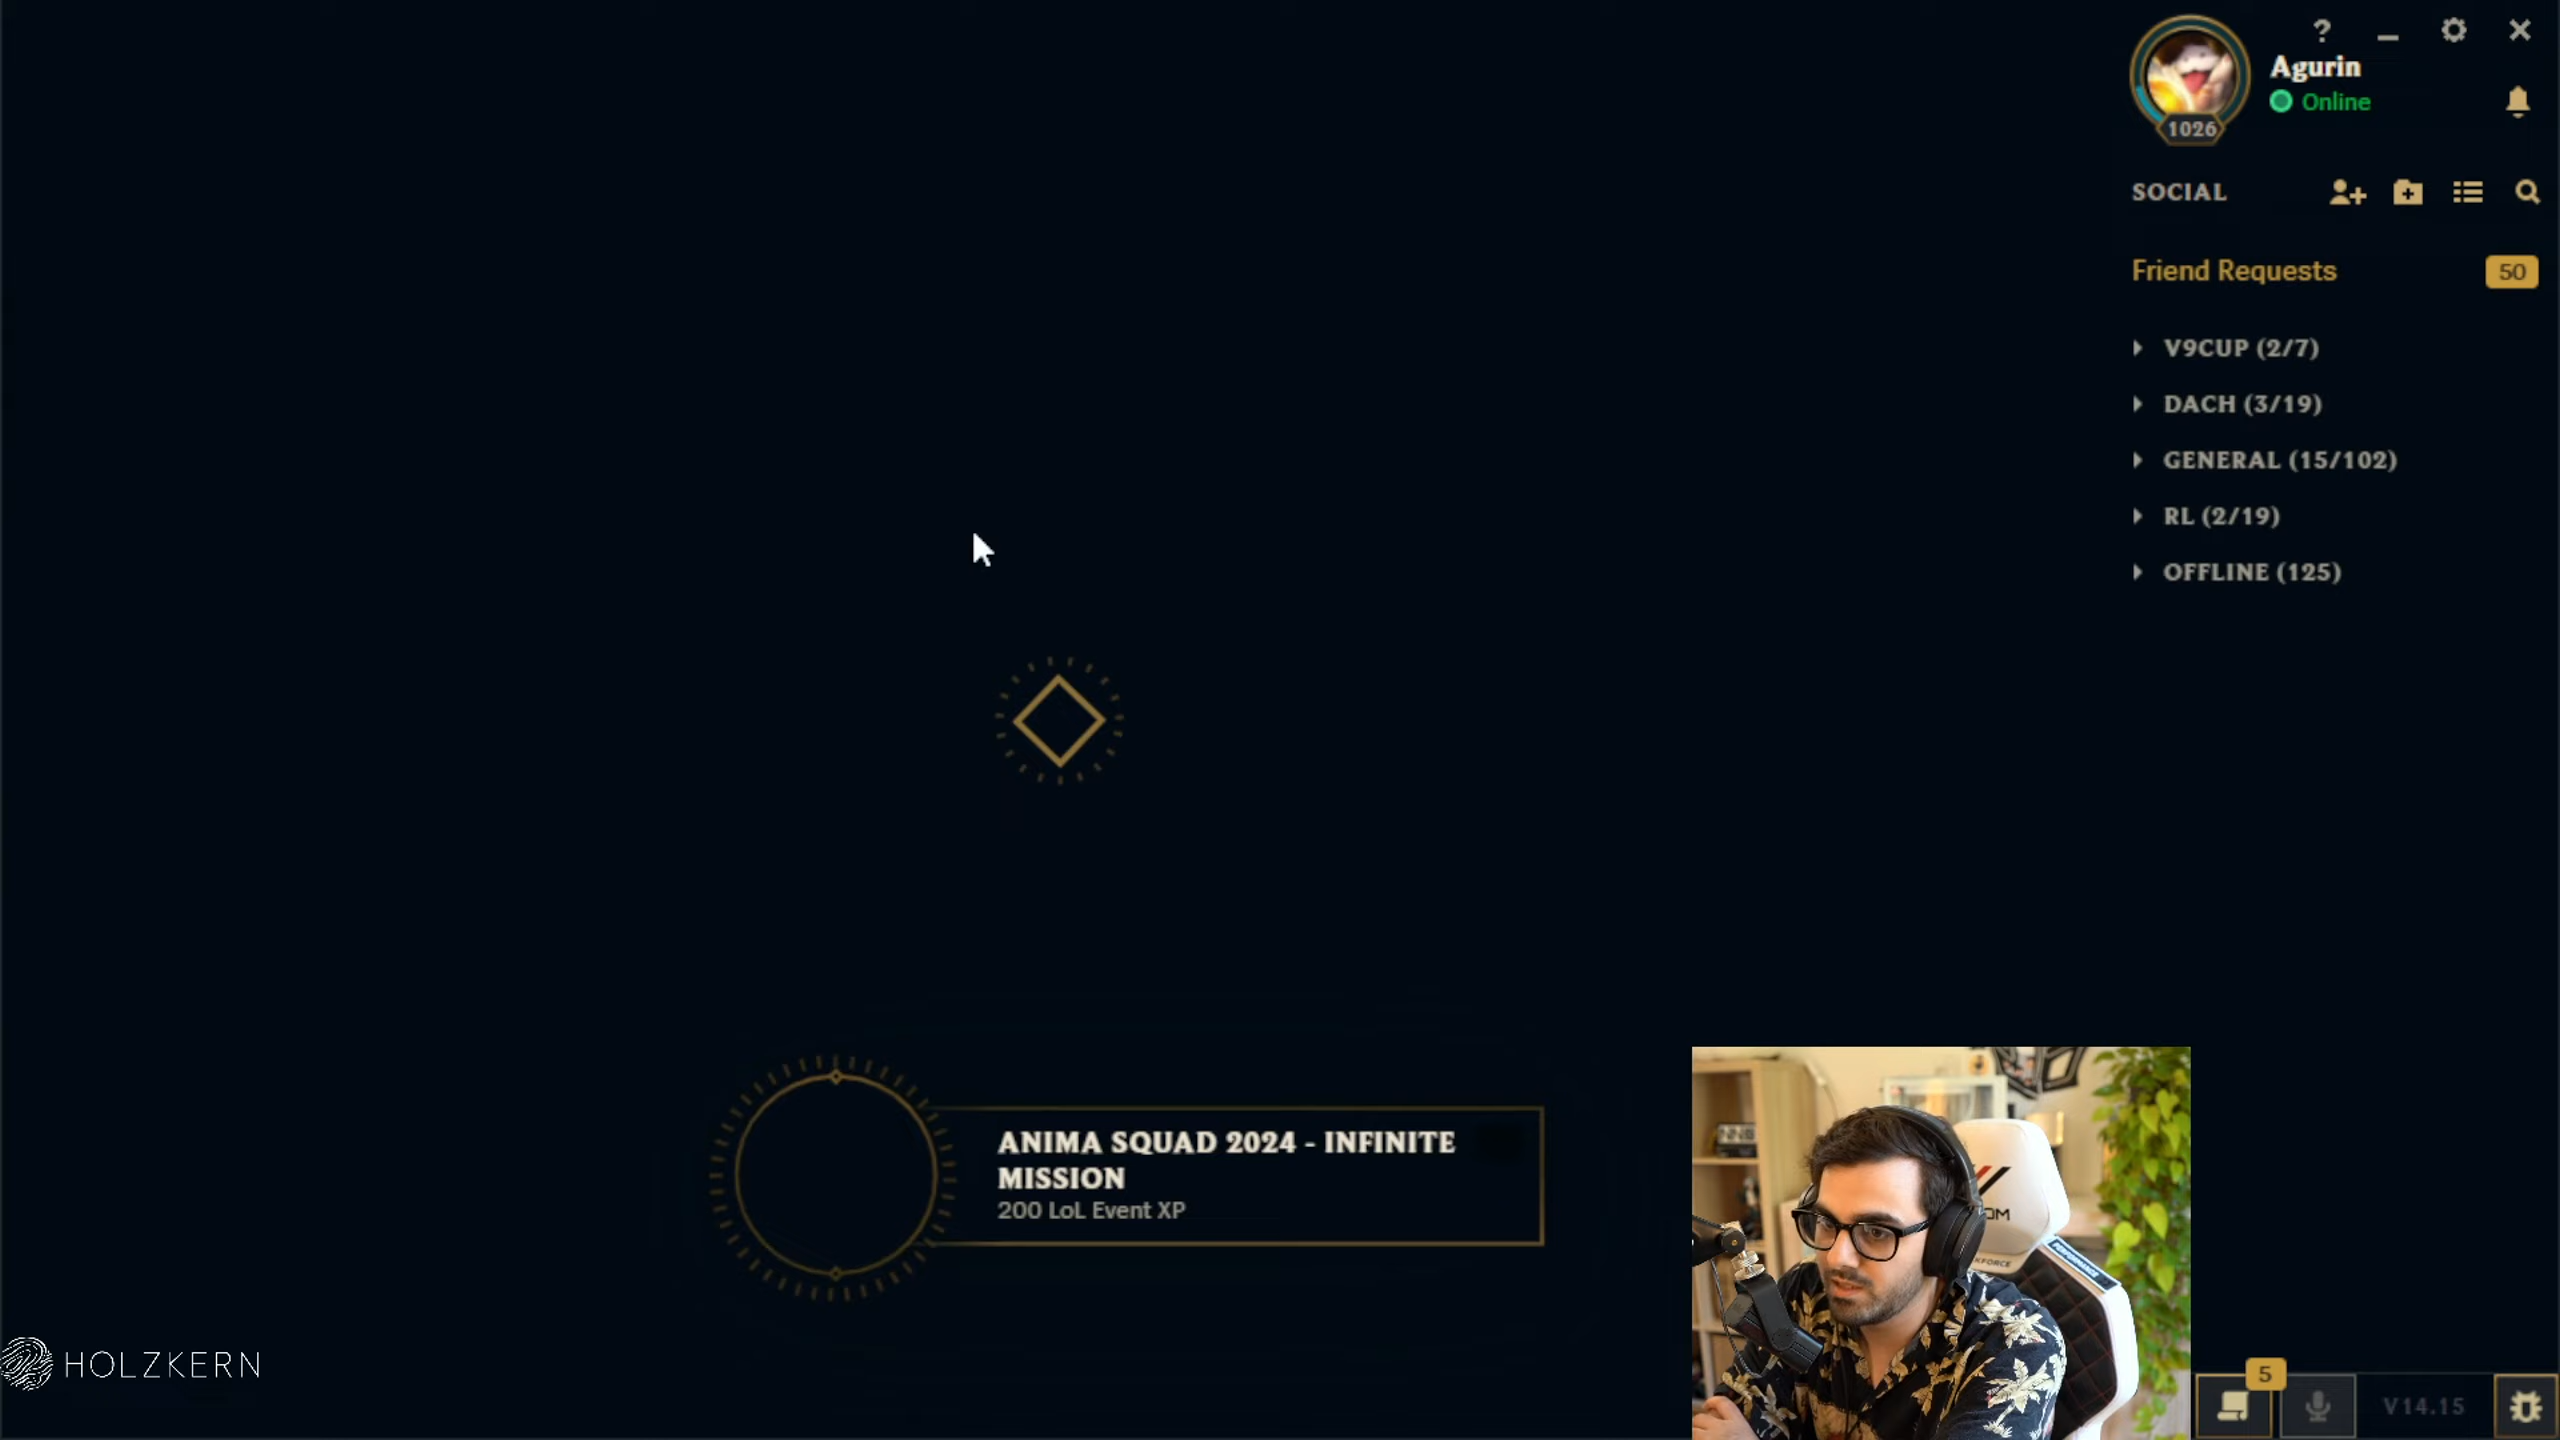 ?
Agurin
Online
1026
SOCIAL
Friend Requests
50
V9CUP (2/7)
DACH (3/19)
GENERAL (15/102)
RL (2/19)
OFFLINE (125)
ANIMA SQUAD 2024 - INFINITE
MISSION
200 LoL Event XP
HOLZKERN
5
V14.15